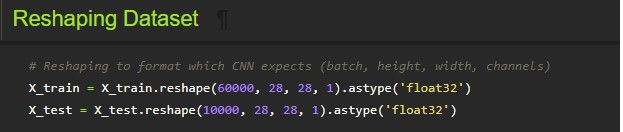 Reshaping Dataset ¶
# Reshaping to format which CNN expects (batch, height, width, channels)
X_train = X_train.reshape(60000, 28, 28, 1).astype('float32')
X_test = X_test.reshape(10000, 28, 28, 1).astype('float32')